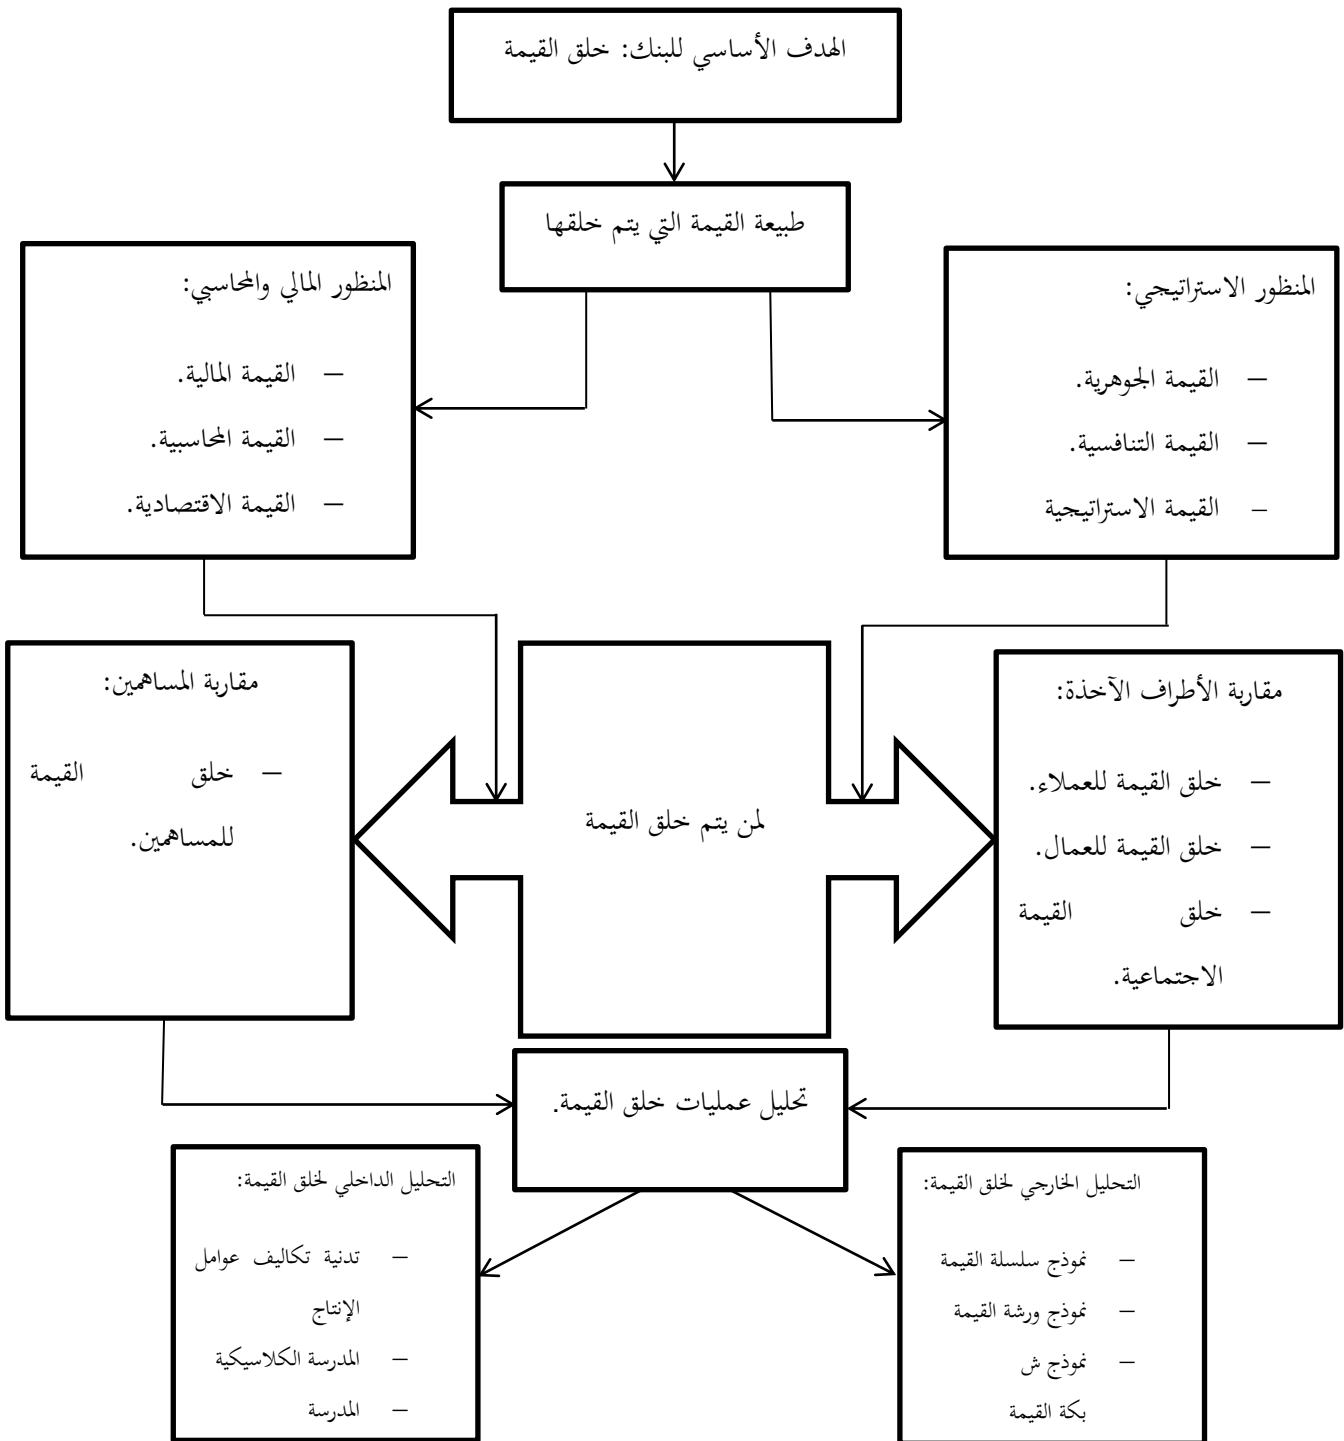 الهدف الأساسي للبنك: خلق القيمة
طبيعة القيمة التي يتم خلقها
المنظور الاستراتيجي:
– القيمة الجوهرية.
– القيمة التنافسية.
– القيمة الاستراتيجية
المنظور المالي والمحاسبي:
– القيمة المالية.
– القيمة المحاسبية.
– القيمة الاقتصادية.
مقاربة الأطراف الآخذة:
– خلق القيمة للعملاء.
– خلق القيمة للعمال.
– خلق القيمة
الاجتماعية.
لمن يتم خلق القيمة
مقاربة المساهمين:
– خلق القيمة
للمساهمين.
تحليل عمليات خلق القيمة.
التحليل الخارجي لخلق القيمة:
– نموذج سلسلة القيمة
– نموذج ورشة القيمة
– نموذج ش
بكة القيمة
التحليل الداخلي لخلق القيمة:
– تدنية تكاليف عوامل
الإنتاج
– المدرسة الكلاسيكية
– المدرسة